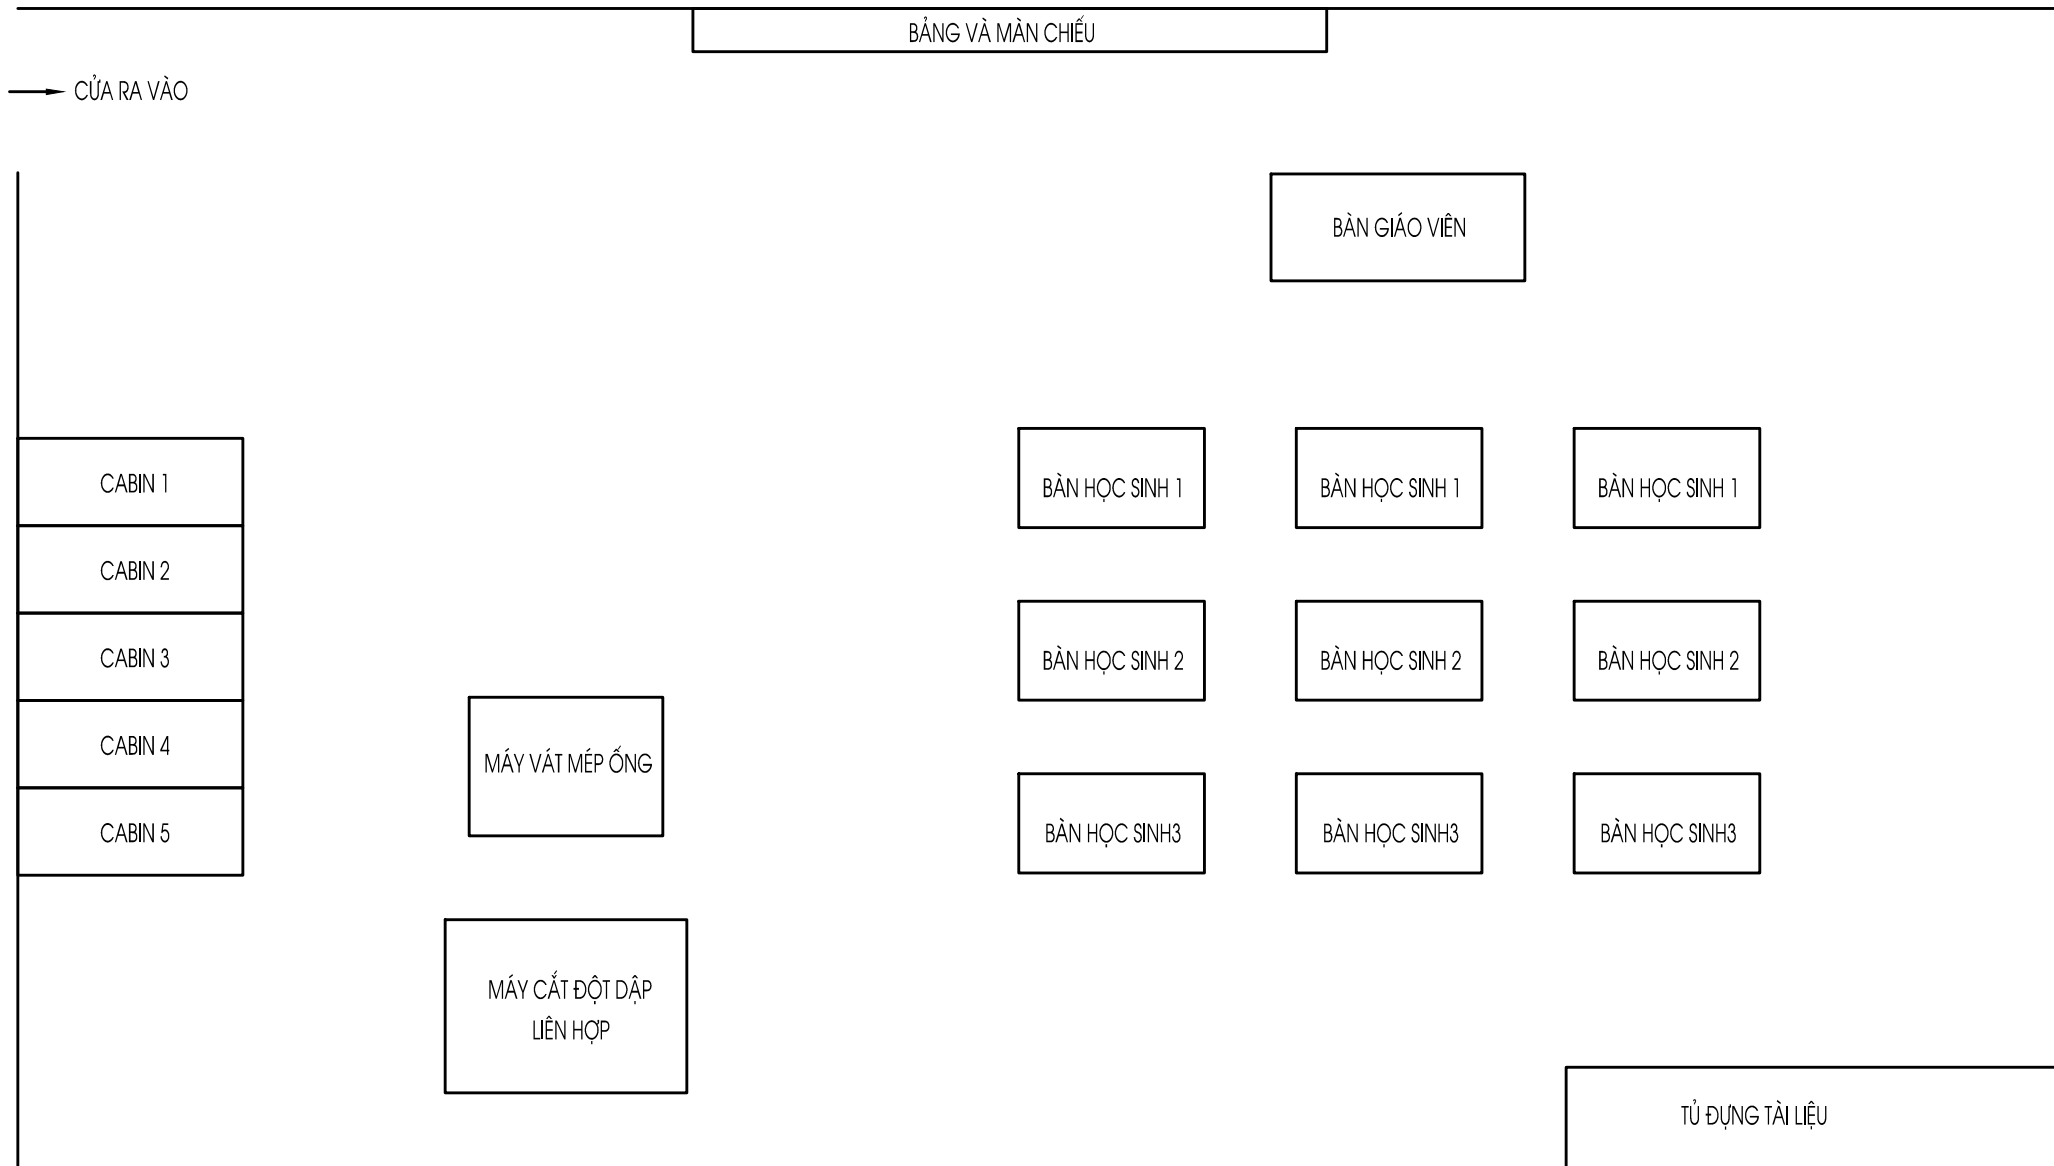 BẢNG VÀ MÀN CHIẾU
CỬA RA VÀO
BÀN GIÁO VIÊN
CABIN 1
BÀN HỌC SINH 1
BÀN HỌC SINH 1
BÀN HỌC SINH 1
CABIN 2
CABIN 3
BÀN HỌC SINH 2
BÀN HỌC SINH 2
BÀN HỌC SINH 2
CABIN 4
MÁY VÁT MÉP ỐNG
CABIN 5
BÀN HỌC SINH3
BÀN HỌC SINH3
BÀN HỌC SINH3
MÁY CẮT ĐỘT DẬP
LIÊN HỢP
TỦ ĐỰNG TÀI LIỆU